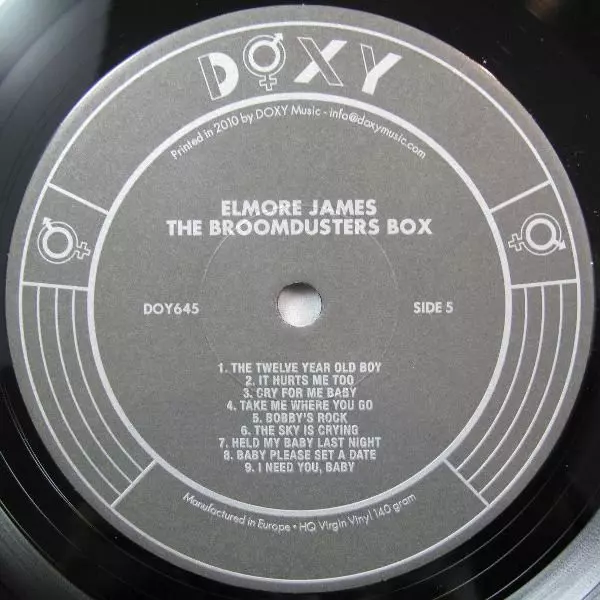 DOXY
Printed in 2010 by DOXY Music - info@doxymusic.com
ELMORE JAMES
THE BROOMDUSTERS BOX
DOY645
SIDE 5
1. THE TWELVE YEAR OLD BOY
2. IT HURTS ME TOO
3. CRY FOR ME BABY
4. TAKE ME WHERE YOU GO
5. BOBBY'S ROCK
6. THE SKY IS CRYING
7. HELD MY BABY LAST NIGHT
8. BABY PLEASE SET A DATE
9. I NEED YOU, BABY
Manufactured in Europe • HQ Virgin Vinyl 140 gram